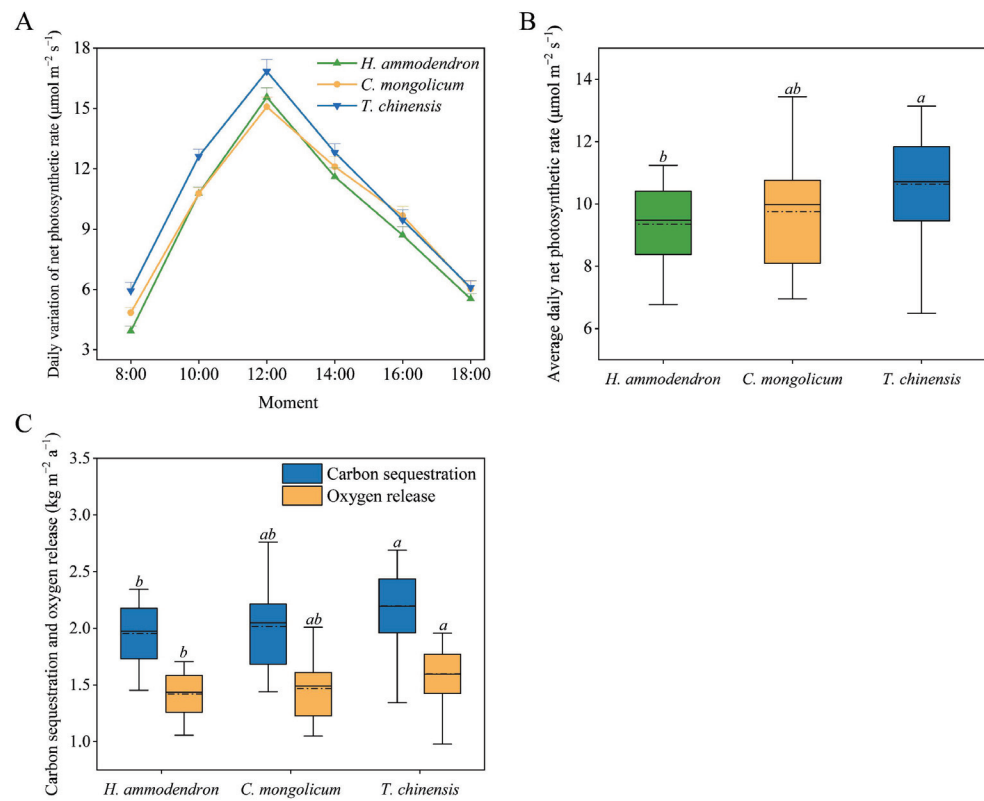 A
Daily variation of net photosynthetic rate (μmol m⁻² s⁻¹)
18
15
12
9
6
3
H. ammodendron
C. mongolicum
T. chinensis
8:00 10:00 12:00 14:00 16:00 18:00
Moment
B
Average daily net photosynthetic rate (μmol m⁻² s⁻¹)
14
12
10
8
6
b
ab
a
H. ammodendron C. mongolicum T. chinensis
C
Carbon sequestration and oxygen release (kg m⁻² a⁻¹)
3.5
3.0
2.5
2.0
1.5
1.0
Carbon sequestration
Oxygen release
b
b
ab
ab
a
a
H. ammodendron C. mongolicum T. chinensis